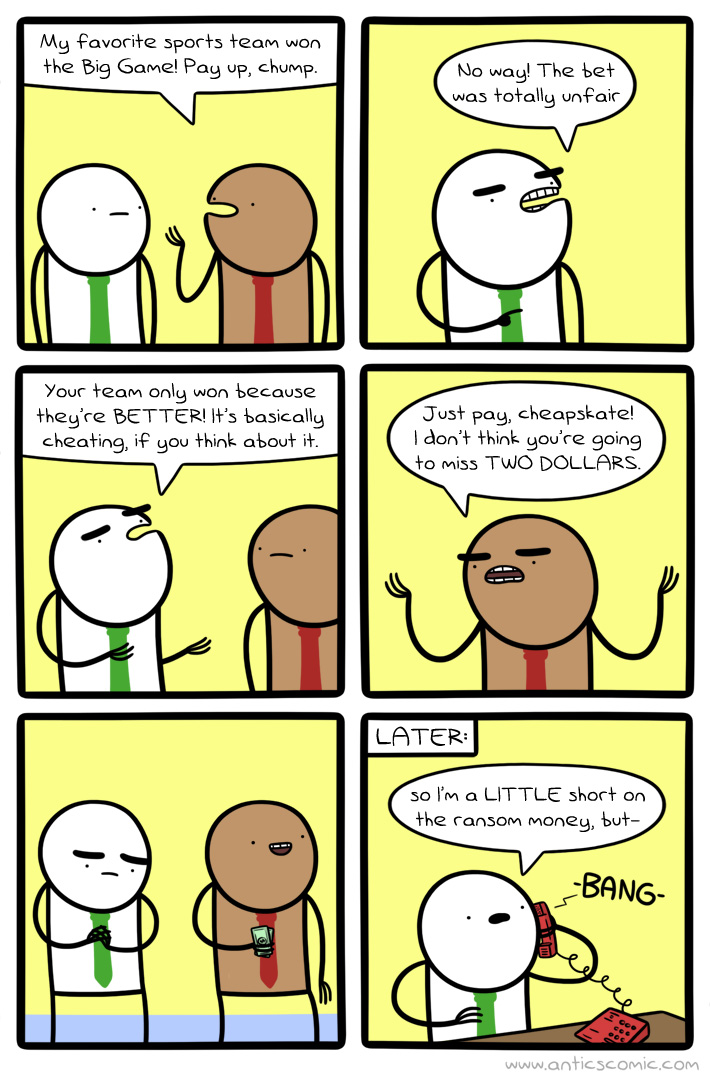 My favorite sports team won
the Big Game! Pay up, chump.
No way! The bet
was totally unfair
Your team only won because
they're BETTER! It's basically
cheating, if you think about it.
Just pay, cheapskate!
I don't think you're going
to miss TWO DOLLARS.
LATER:
so I'm a LITTLE short on
the ransom money, but-
-BANG-
www.anticscomic.com